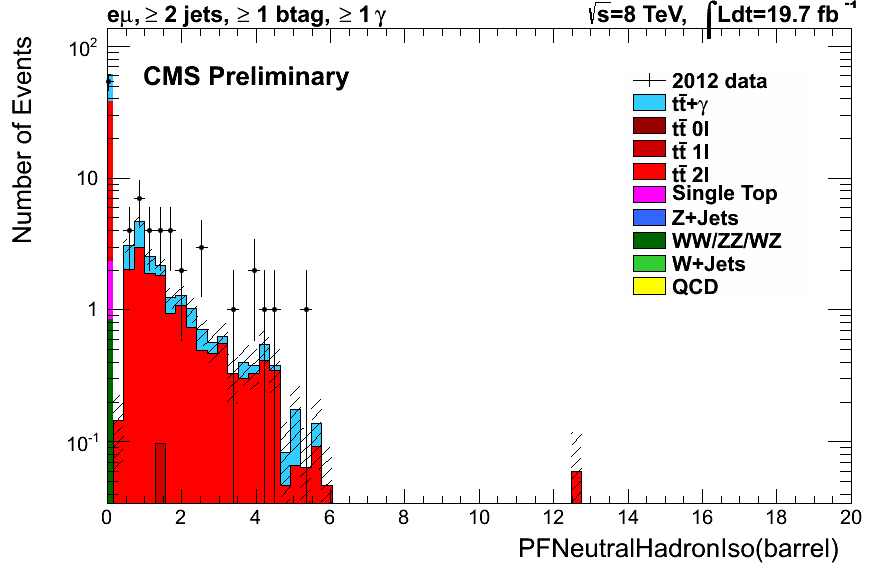 eμ, ≥ 2 jets, ≥ 1 btag, ≥ 1 γ
√s=8 TeV, ∫Ldt=19.7 fb⁻¹
CMS Preliminary
2012 data
tt̄+γ
tt̄ 0l
tt̄ 1l
tt̄ 2l
Single Top
Z+Jets
WW/ZZ/WZ
W+Jets
QCD
Number of Events
10²
10
1
10⁻¹
0 2 4 6 8 10 12 14 16 18 20
PFNeutralHadronIso(barrel)